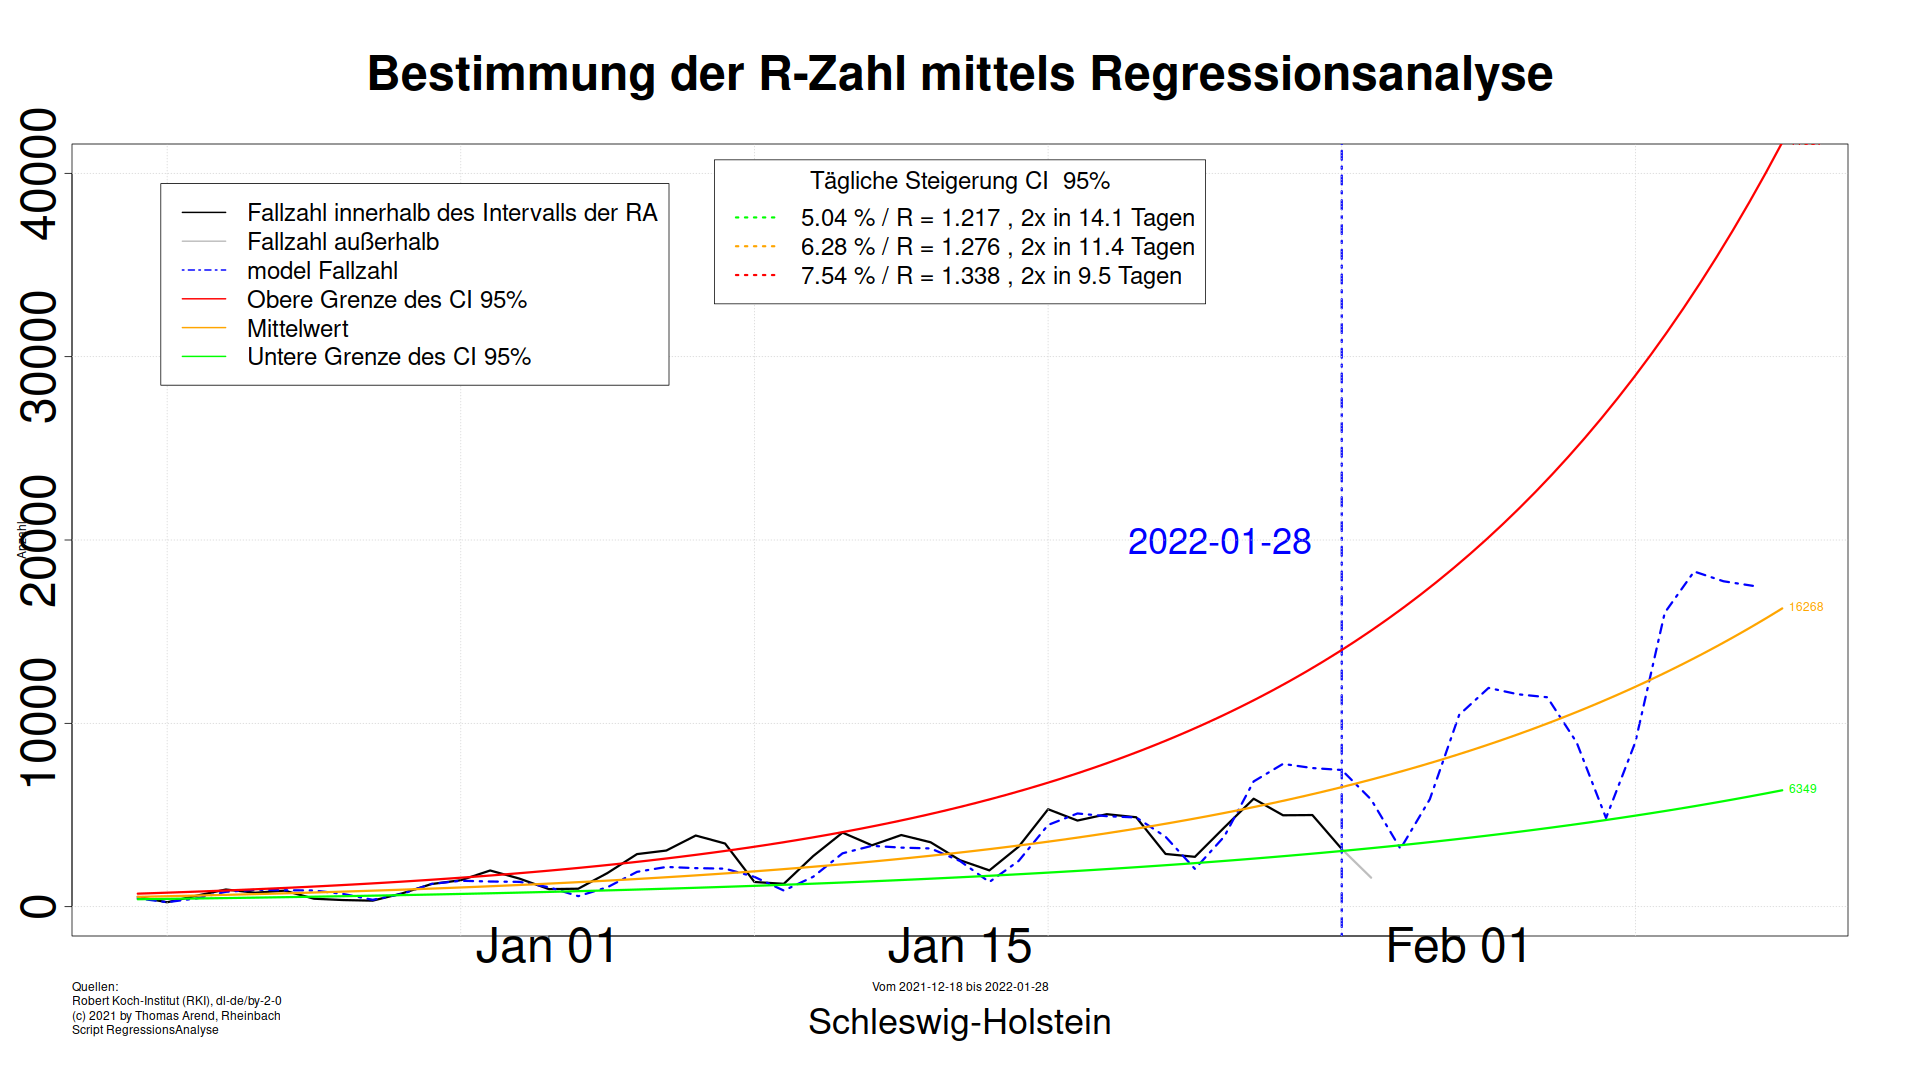 Bestimmung der R-Zahl mittels Regressionsanalyse
Anzahl
40000
30000
20000
10000
0
Fallzahl innerhalb des Intervalls der RA
Fallzahl außerhalb
model Fallzahl
Obere Grenze des CI 95%
Mittelwert
Untere Grenze des CI 95%
Tägliche Steigerung CI 95%
5.04 % / R = 1.217 , 2x in 14.1 Tagen
6.28 % / R = 1.276 , 2x in 11.4 Tagen
7.54 % / R = 1.338 , 2x in 9.5 Tagen
2022-01-28
16268
6349
Jan 01
Jan 15
Feb 01
Quellen:
Robert Koch-Institut (RKI), dl-de/by-2-0
(c) 2021 by Thomas Arend, Rheinbach
Script RegressionsAnalyse
Vom 2021-12-18 bis 2022-01-28
Schleswig-Holstein